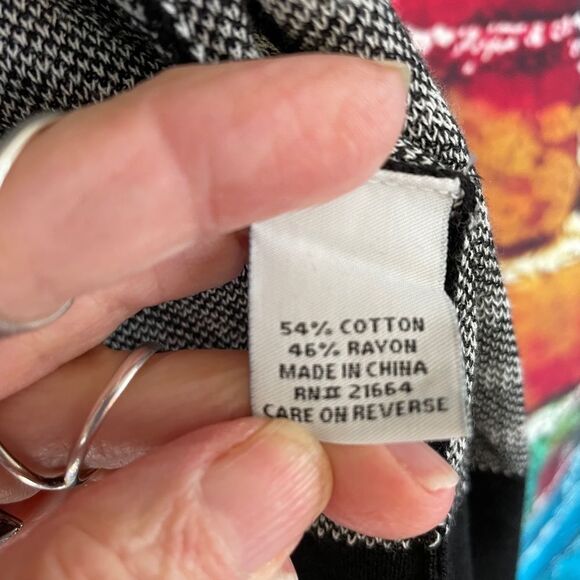 54% COTTON
46% RAYON
MADE IN CHINA
RN# 21664
CARE ON REVERSE